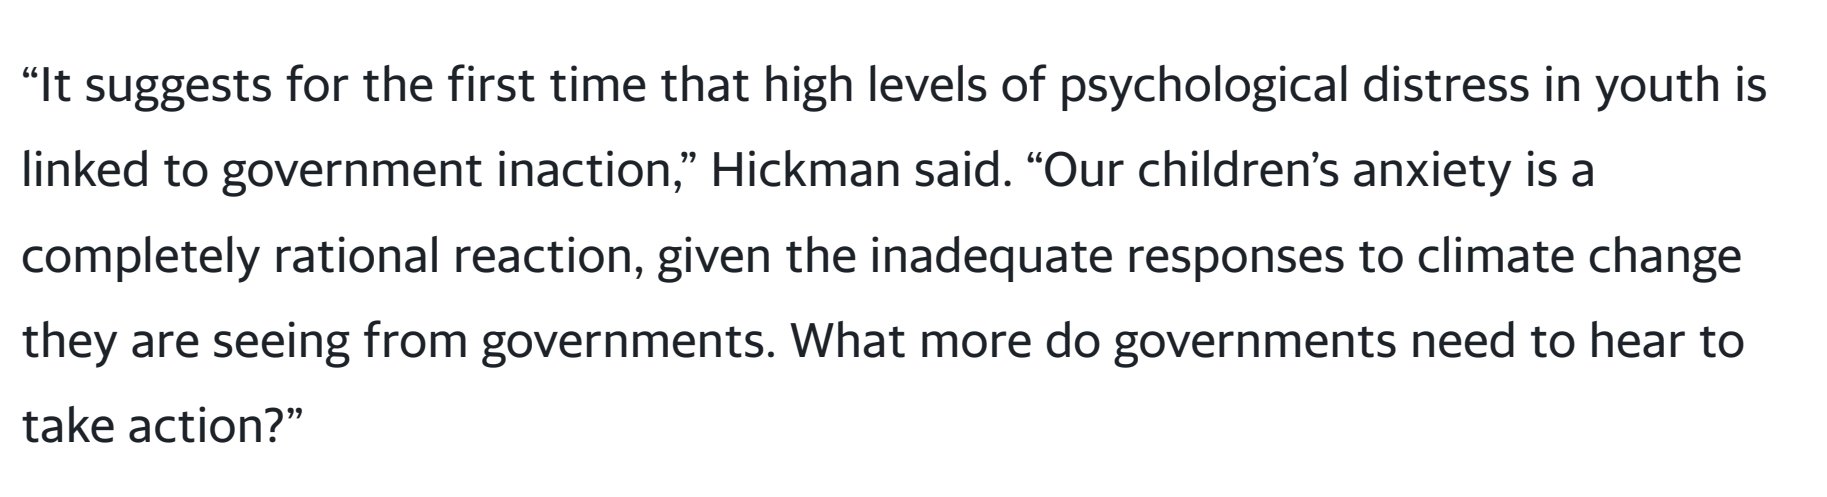 “It suggests for the first time that high levels of psychological distress in youth is
linked to government inaction,” Hickman said. “Our children’s anxiety is a
completely rational reaction, given the inadequate responses to climate change
they are seeing from governments. What more do governments need to hear to
take action?”